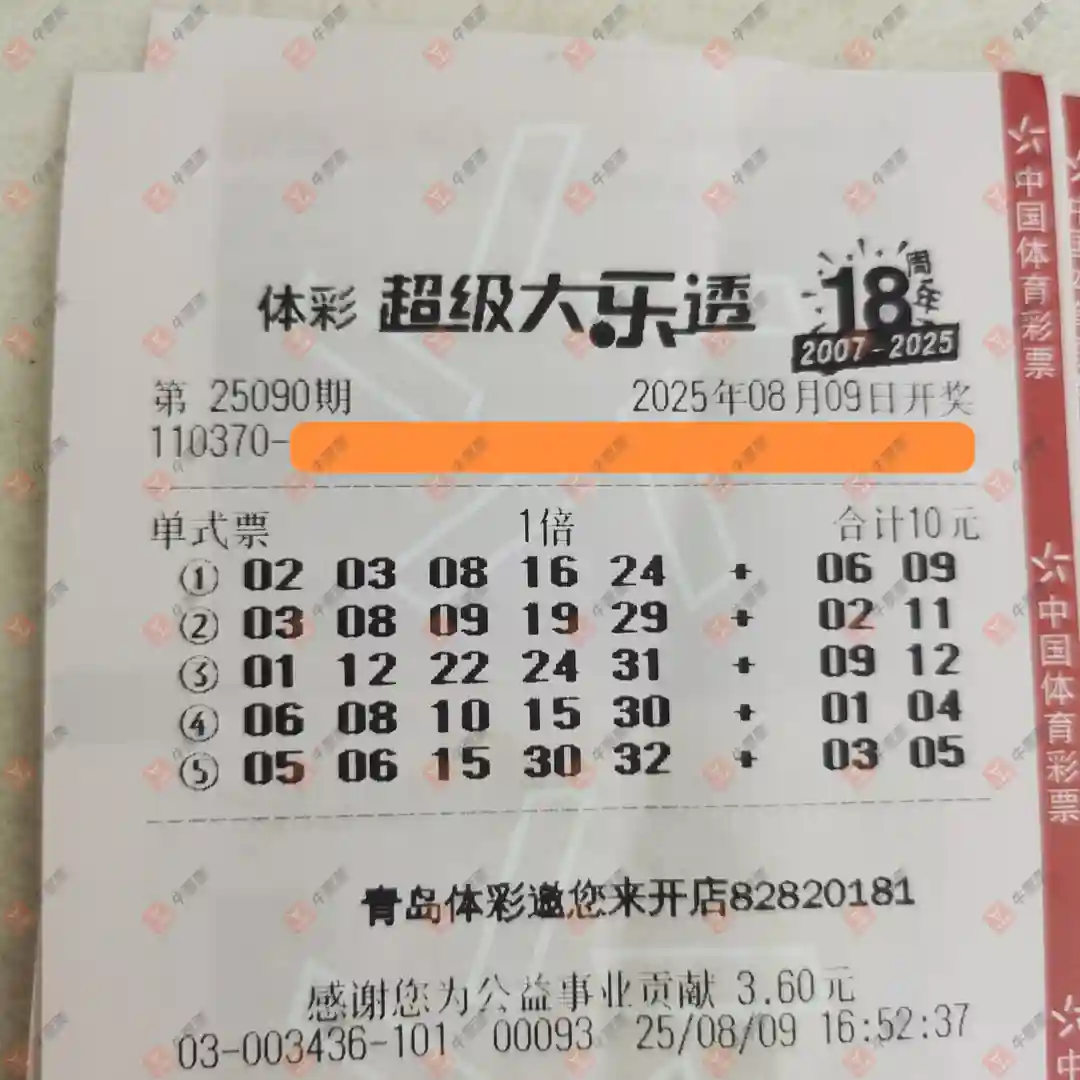 体彩 超级大乐透 18周年
2007-2025
第 25090期 2025年08月09日开奖
110370-
单式票 1倍 合计10元
① 02 03 08 16 24 + 06 09
② 03 08 09 19 29 + 02 11
③ 01 12 22 24 31 + 09 12
④ 06 08 10 15 30 + 01 04
⑤ 05 06 15 30 32 + 03 05
青岛体彩邀您来开店82820181
感谢您为公益事业贡献 3.60元
03-003436-101 00093 25/08/09 16:52:37
中国体育彩票
中国体育彩票
中